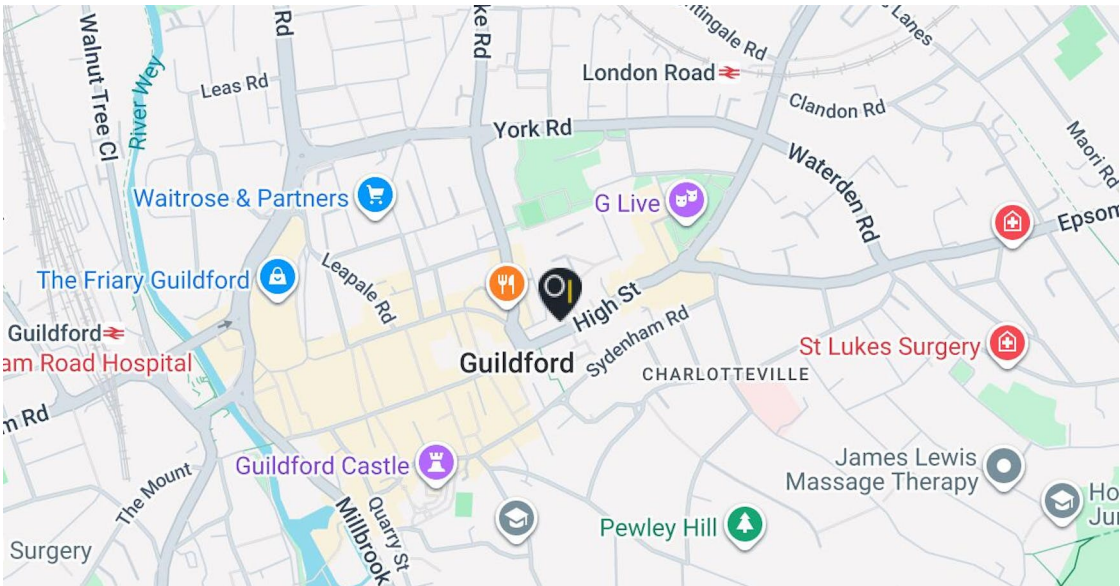 Walnut Tree Cl
River Wey
Rd
ke Rd
Leas Rd
London Road
Lanes
Clandon Rd
Maori Rd
York Rd
Waterden Rd
Waitrose & Partners
G Live
Epsom
The Friary Guildford
Leapale Rd
High St
Guildford
am Road Hospital
Guildford
Sydenham Rd
St Lukes Surgery
CHARLOTTEVILLE
m Rd
Guildford Castle
James Lewis
Massage Therapy
The Mount
Quarry St
Millbrook
Pewley Hill
Ho
Jun
Surgery